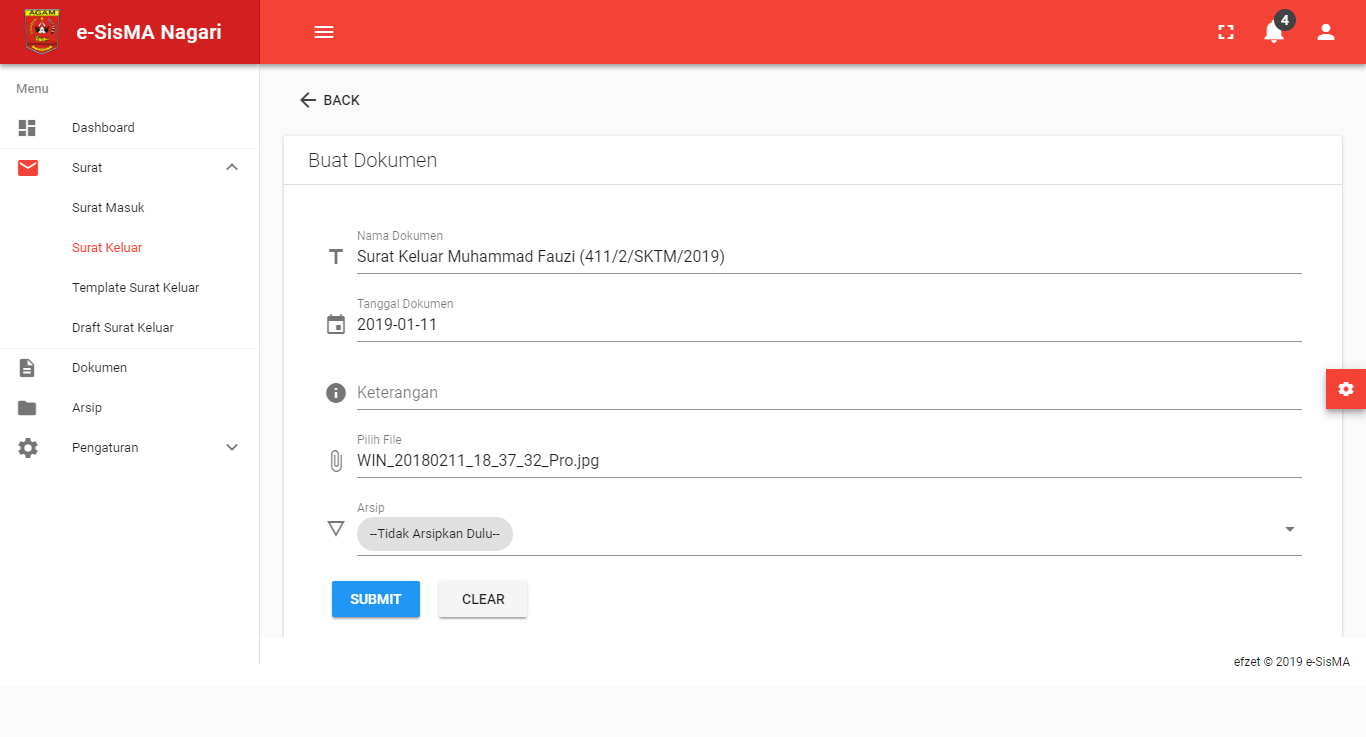 AGAM
e-SisMA Nagari
4
Menu
Dashboard
Surat
Surat Masuk
Surat Keluar
Template Surat Keluar
Draft Surat Keluar
Dokumen
Arsip
Pengaturan
BACK
Buat Dokumen
Nama Dokumen
Surat Keluar Muhammad Fauzi (411/2/SKTM/2019)
Tanggal Dokumen
2019-01-11
Keterangan
Pilih File
WIN_20180211_18_37_32_Pro.jpg
Arsip
--Tidak Arsipkan Dulu--
SUBMIT
CLEAR
efzet © 2019 e-SisMA